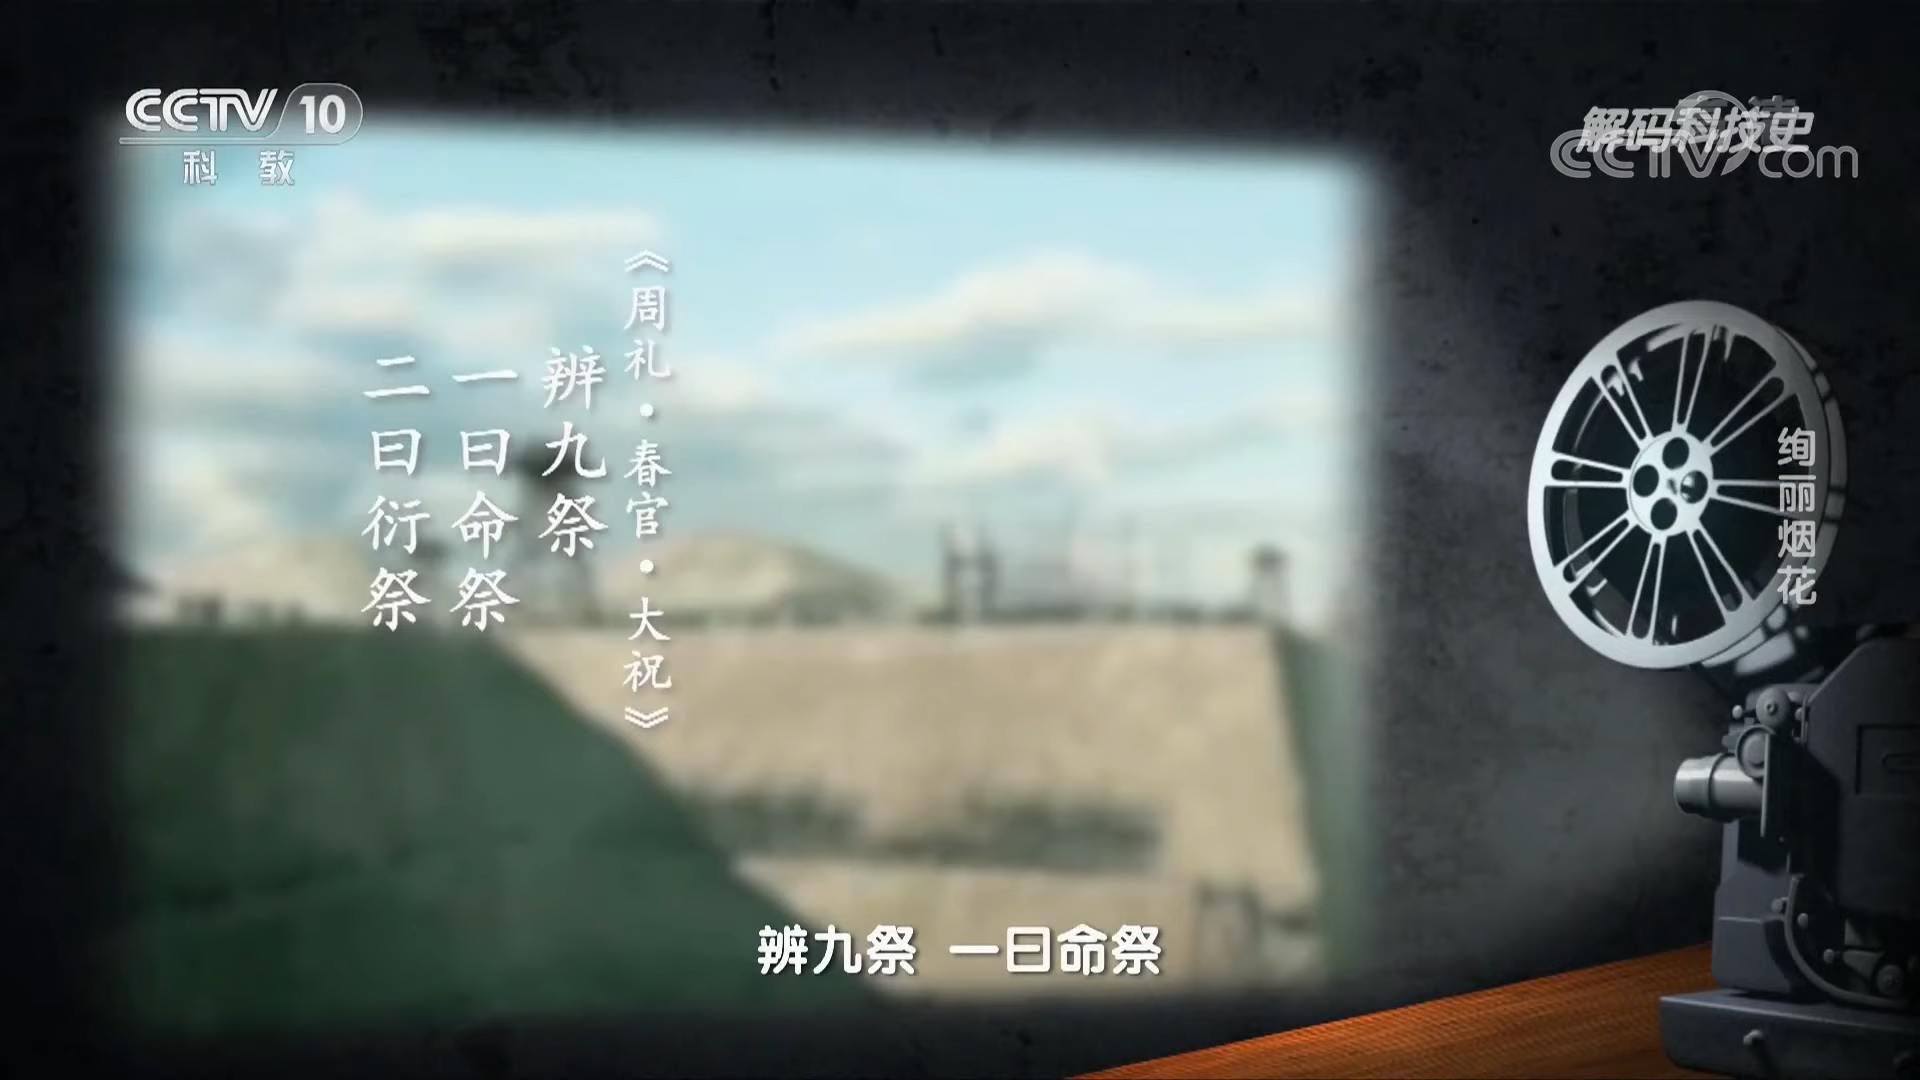 CCTV 10
科教
解码科技史
CCTV.com
《周礼·春官·大祝》
辨九祭
一曰命祭
二曰衍祭
绚丽烟花
辨九祭 一曰命祭